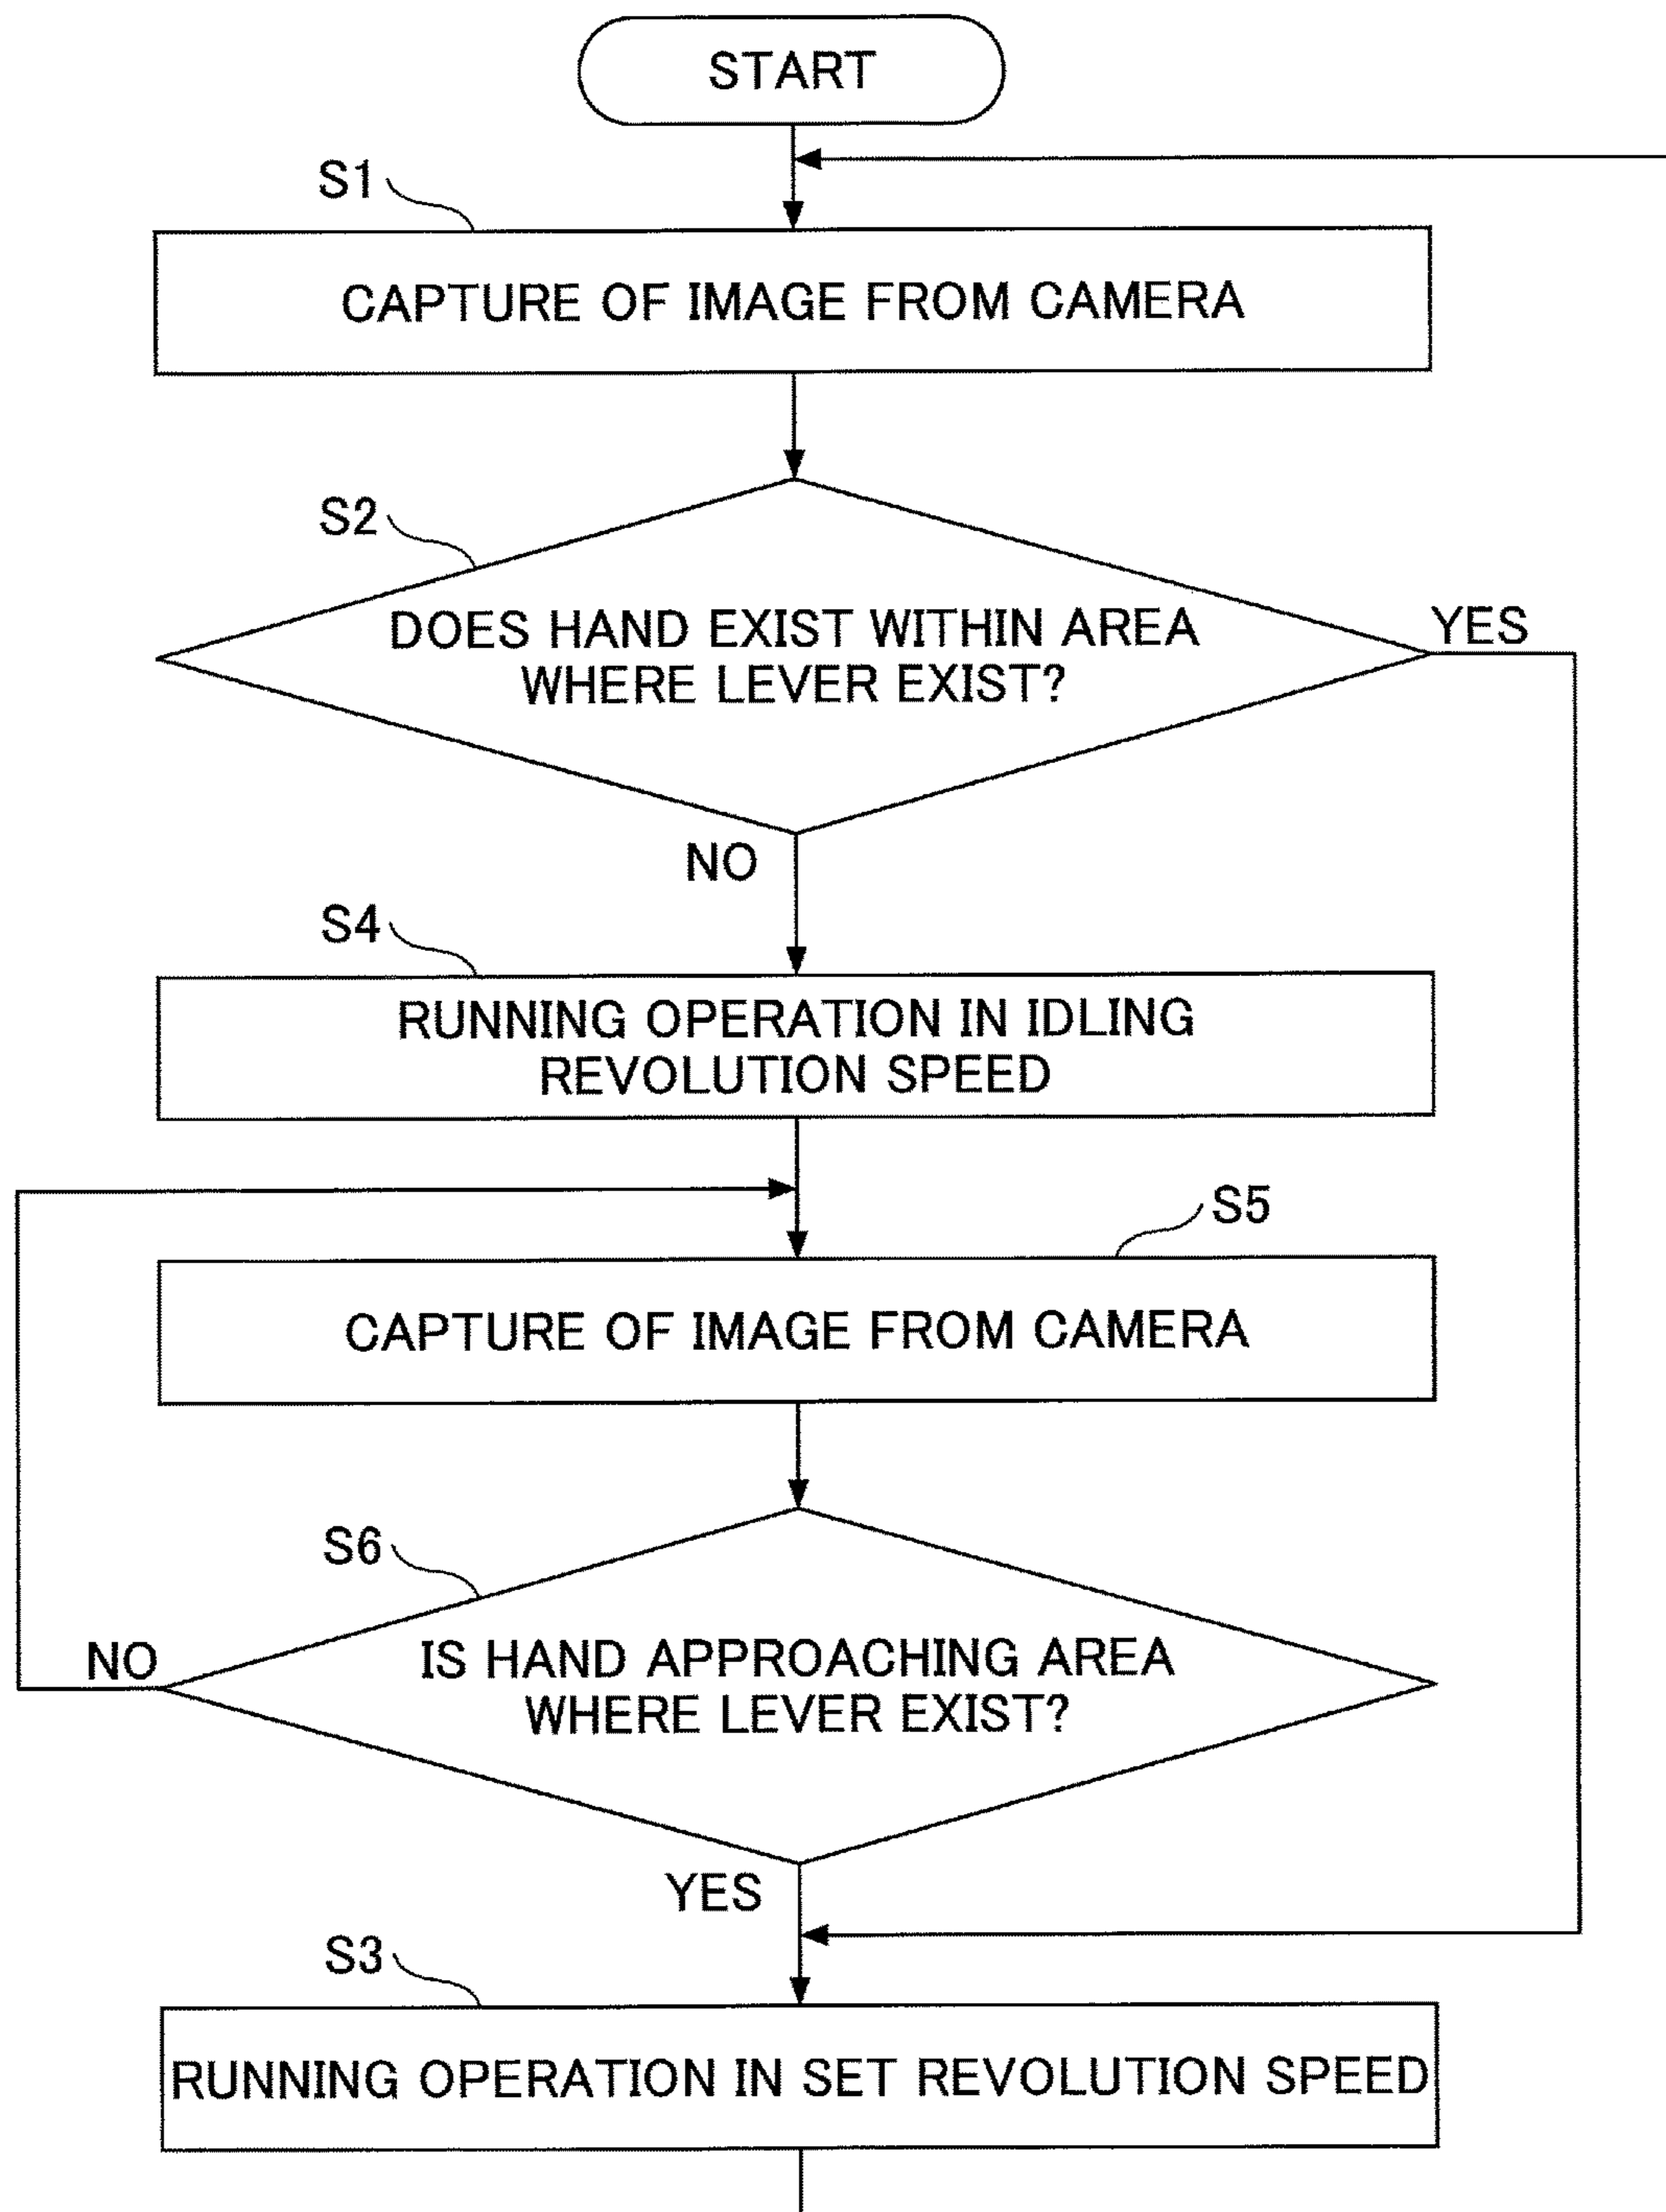 START
S1
CAPTURE OF IMAGE FROM CAMERA
S2
DOES HAND EXIST WITHIN AREA
WHERE LEVER EXIST?
YES
NO
S4
RUNNING OPERATION IN IDLING
REVOLUTION SPEED
S5
CAPTURE OF IMAGE FROM CAMERA
S6
NO
IS HAND APPROACHING AREA
WHERE LEVER EXIST?
YES
S3
RUNNING OPERATION IN SET REVOLUTION SPEED